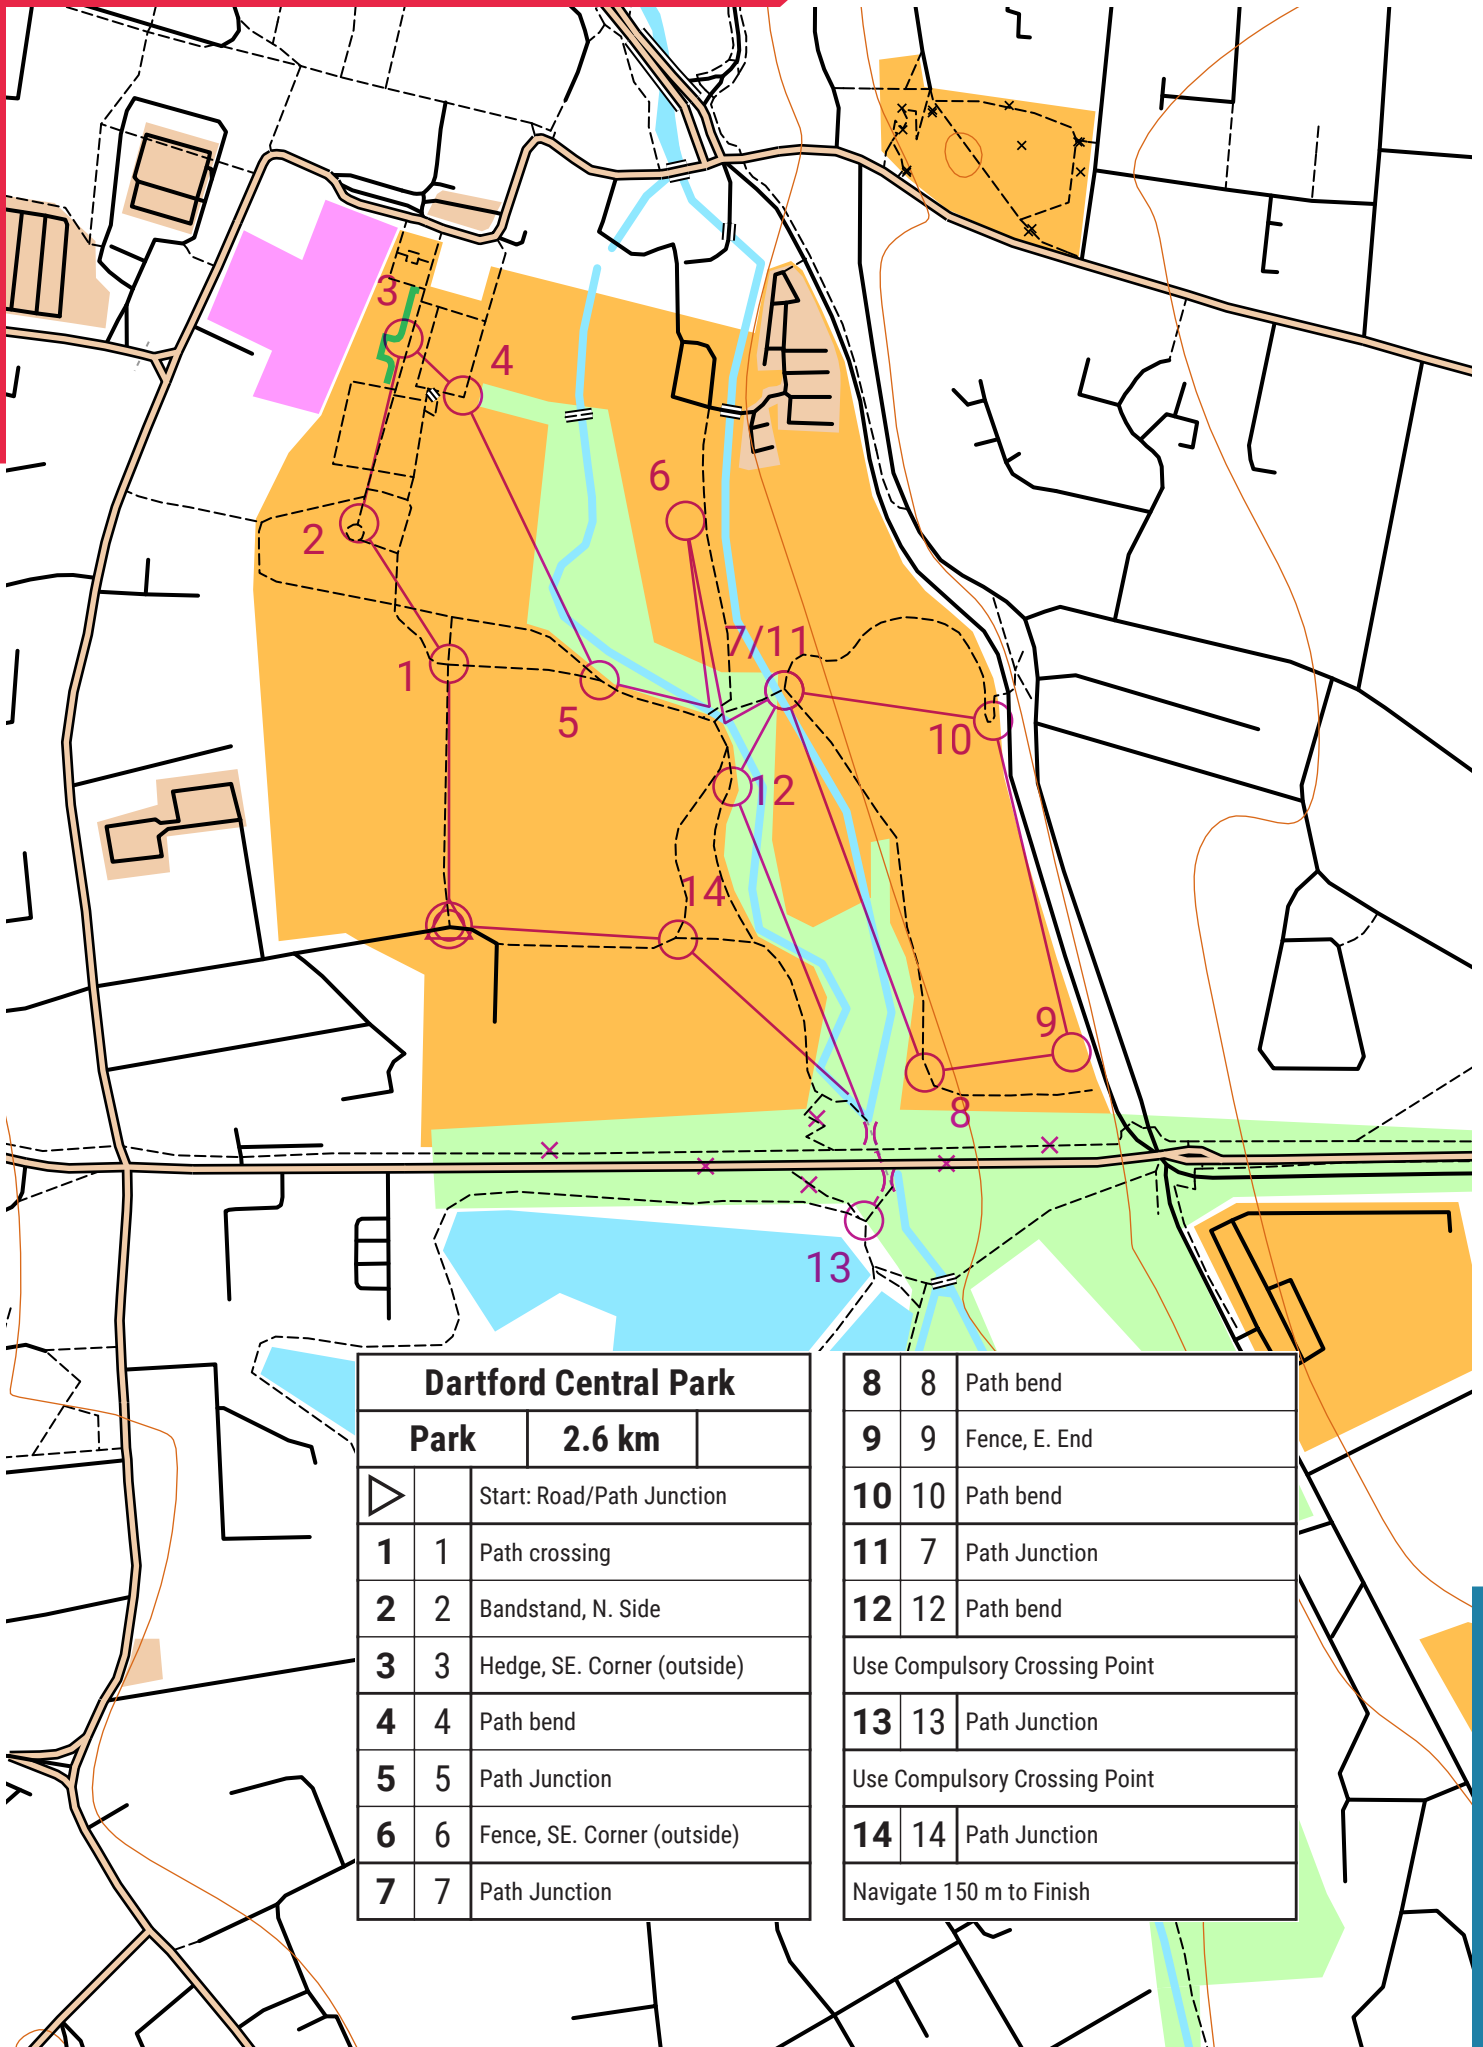 3
4
6
2
7/11
1
5
10
12
14
9
8
13
Dartford Central Park
Park 2.6 km
Start: Road/Path Junction
1 1 Path crossing
2 2 Bandstand, N. Side
3 3 Hedge, SE. Corner (outside)
4 4 Path bend
5 5 Path Junction
6 6 Fence, SE. Corner (outside)
7 7 Path Junction
8 8 Path bend
9 9 Fence, E. End
10 10 Path bend
11 7 Path Junction
12 12 Path bend
Use Compulsory Crossing Point
13 13 Path Junction
Use Compulsory Crossing Point
14 14 Path Junction
Navigate 150 m to Finish